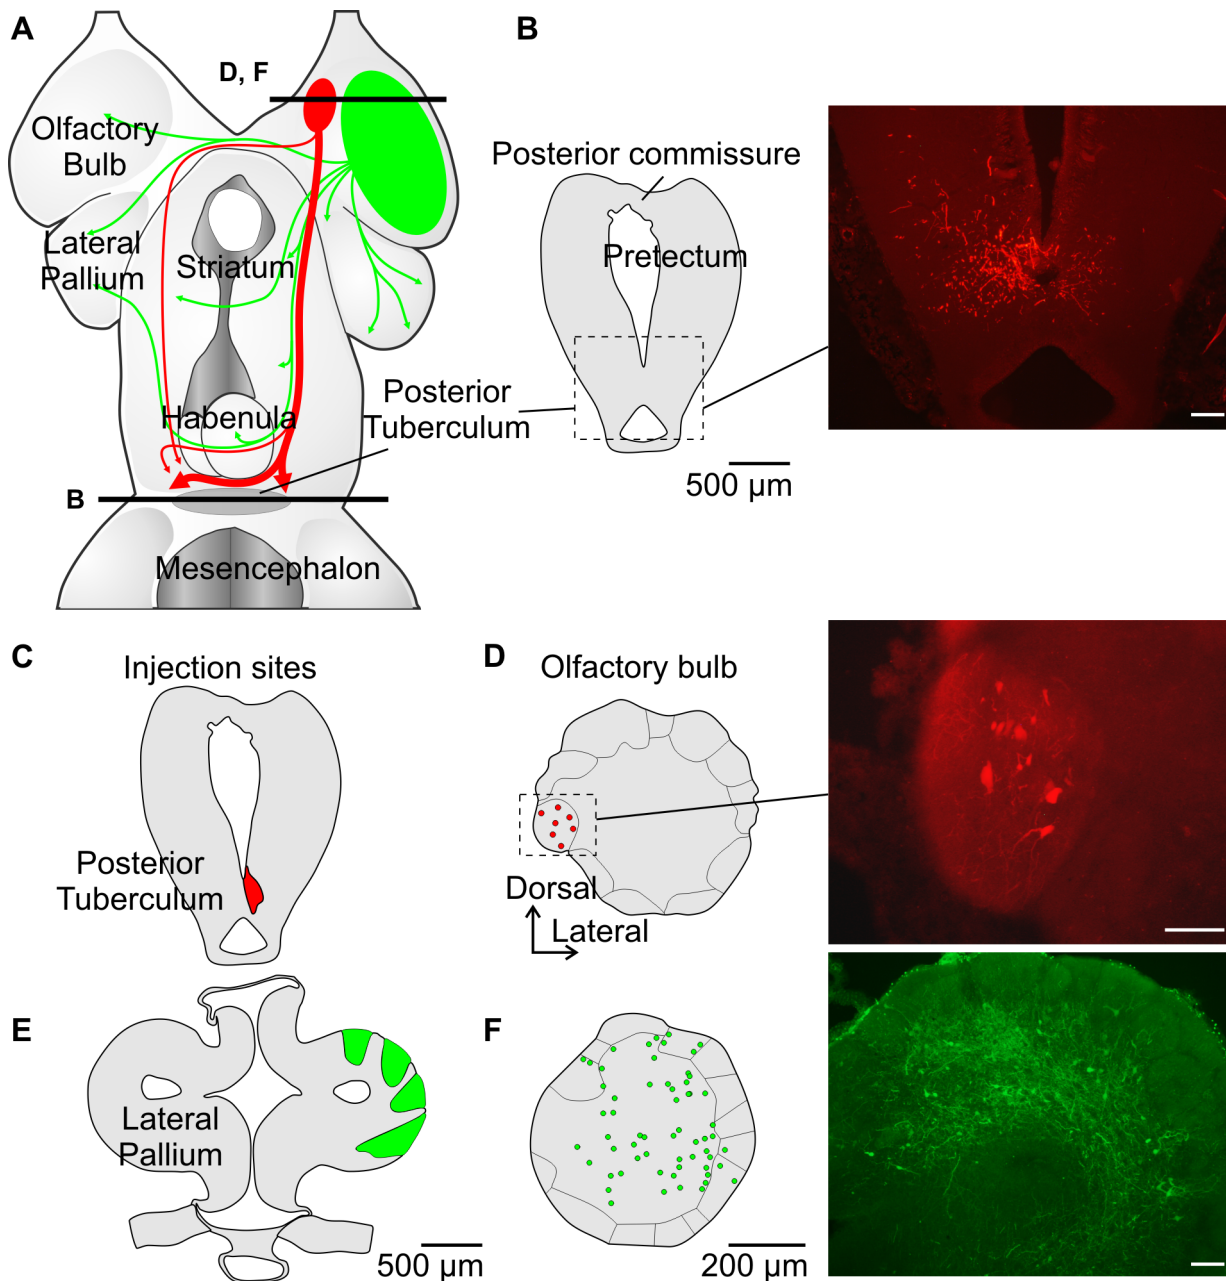 A
D, F
Olfactory
Bulb
Lateral
Pallium
Striatum
Habenula
Posterior
Tuberculum
B
Mesencephalon
B
Posterior commissure
Pretectum
500 µm
C
Injection sites
Posterior
Tuberculum
D
Olfactory bulb
Dorsal
Lateral
E
Lateral
Pallium
500 µm
F
200 µm